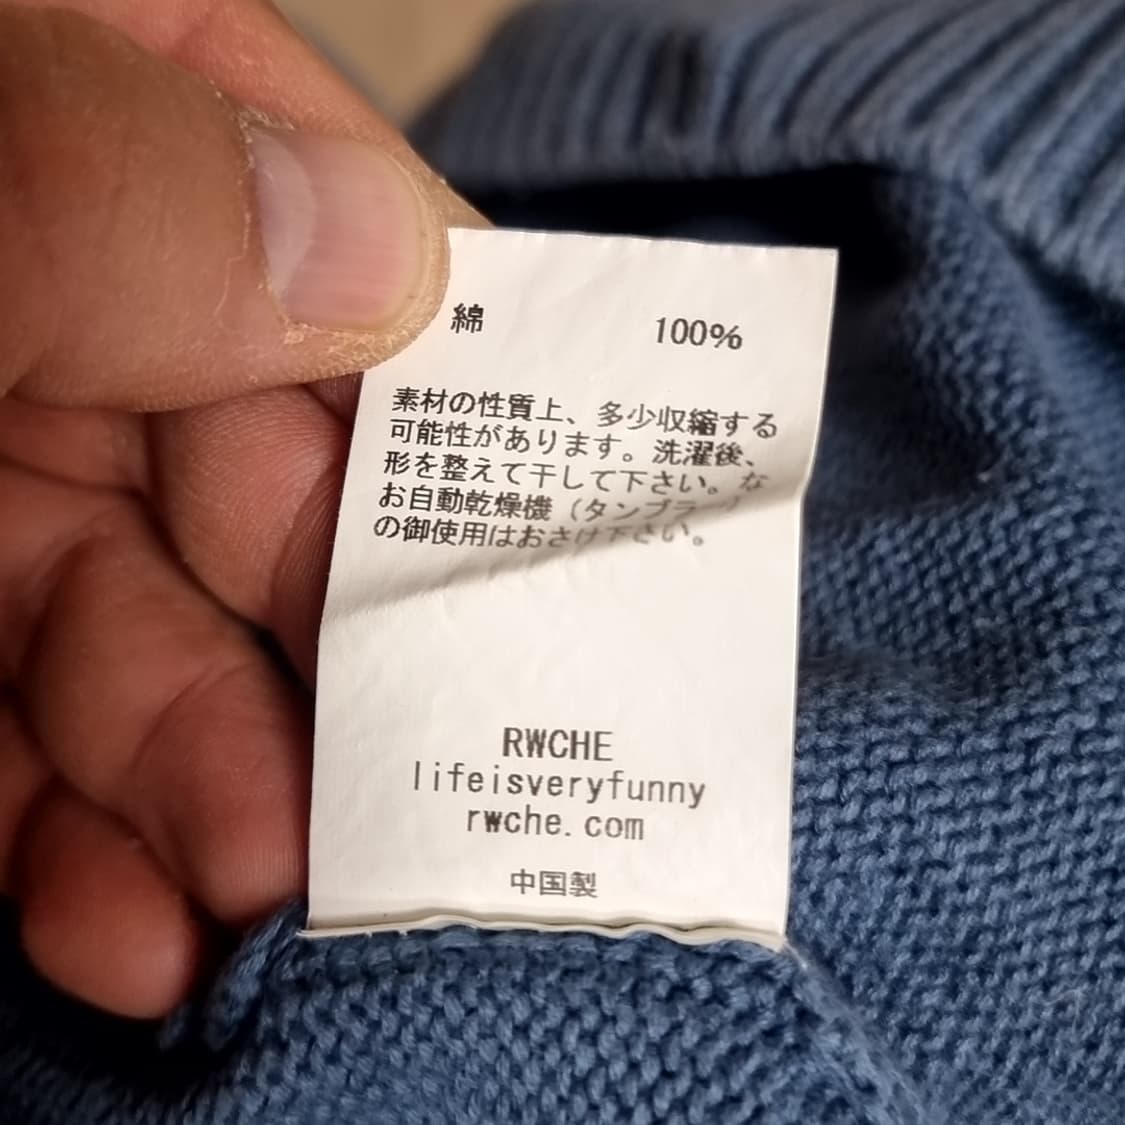 綿 100%
素材の性質上、多少収縮する
可能性があります。洗濯後、
形を整えて干して下さい。な
お自動乾燥機（タンブラー）
の御使用はおさけ下さい。
RWCHE
lifeisveryfunny
rwche.com
中国製